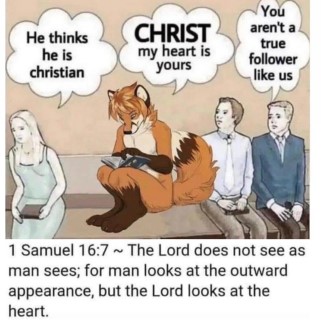 He thinks
he is
christian
CHRIST
my heart is
yours
You
aren't a
true
follower
like us
1 Samuel 16:7 ~ The Lord does not see as
man sees; for man looks at the outward
appearance, but the Lord looks at the
heart.